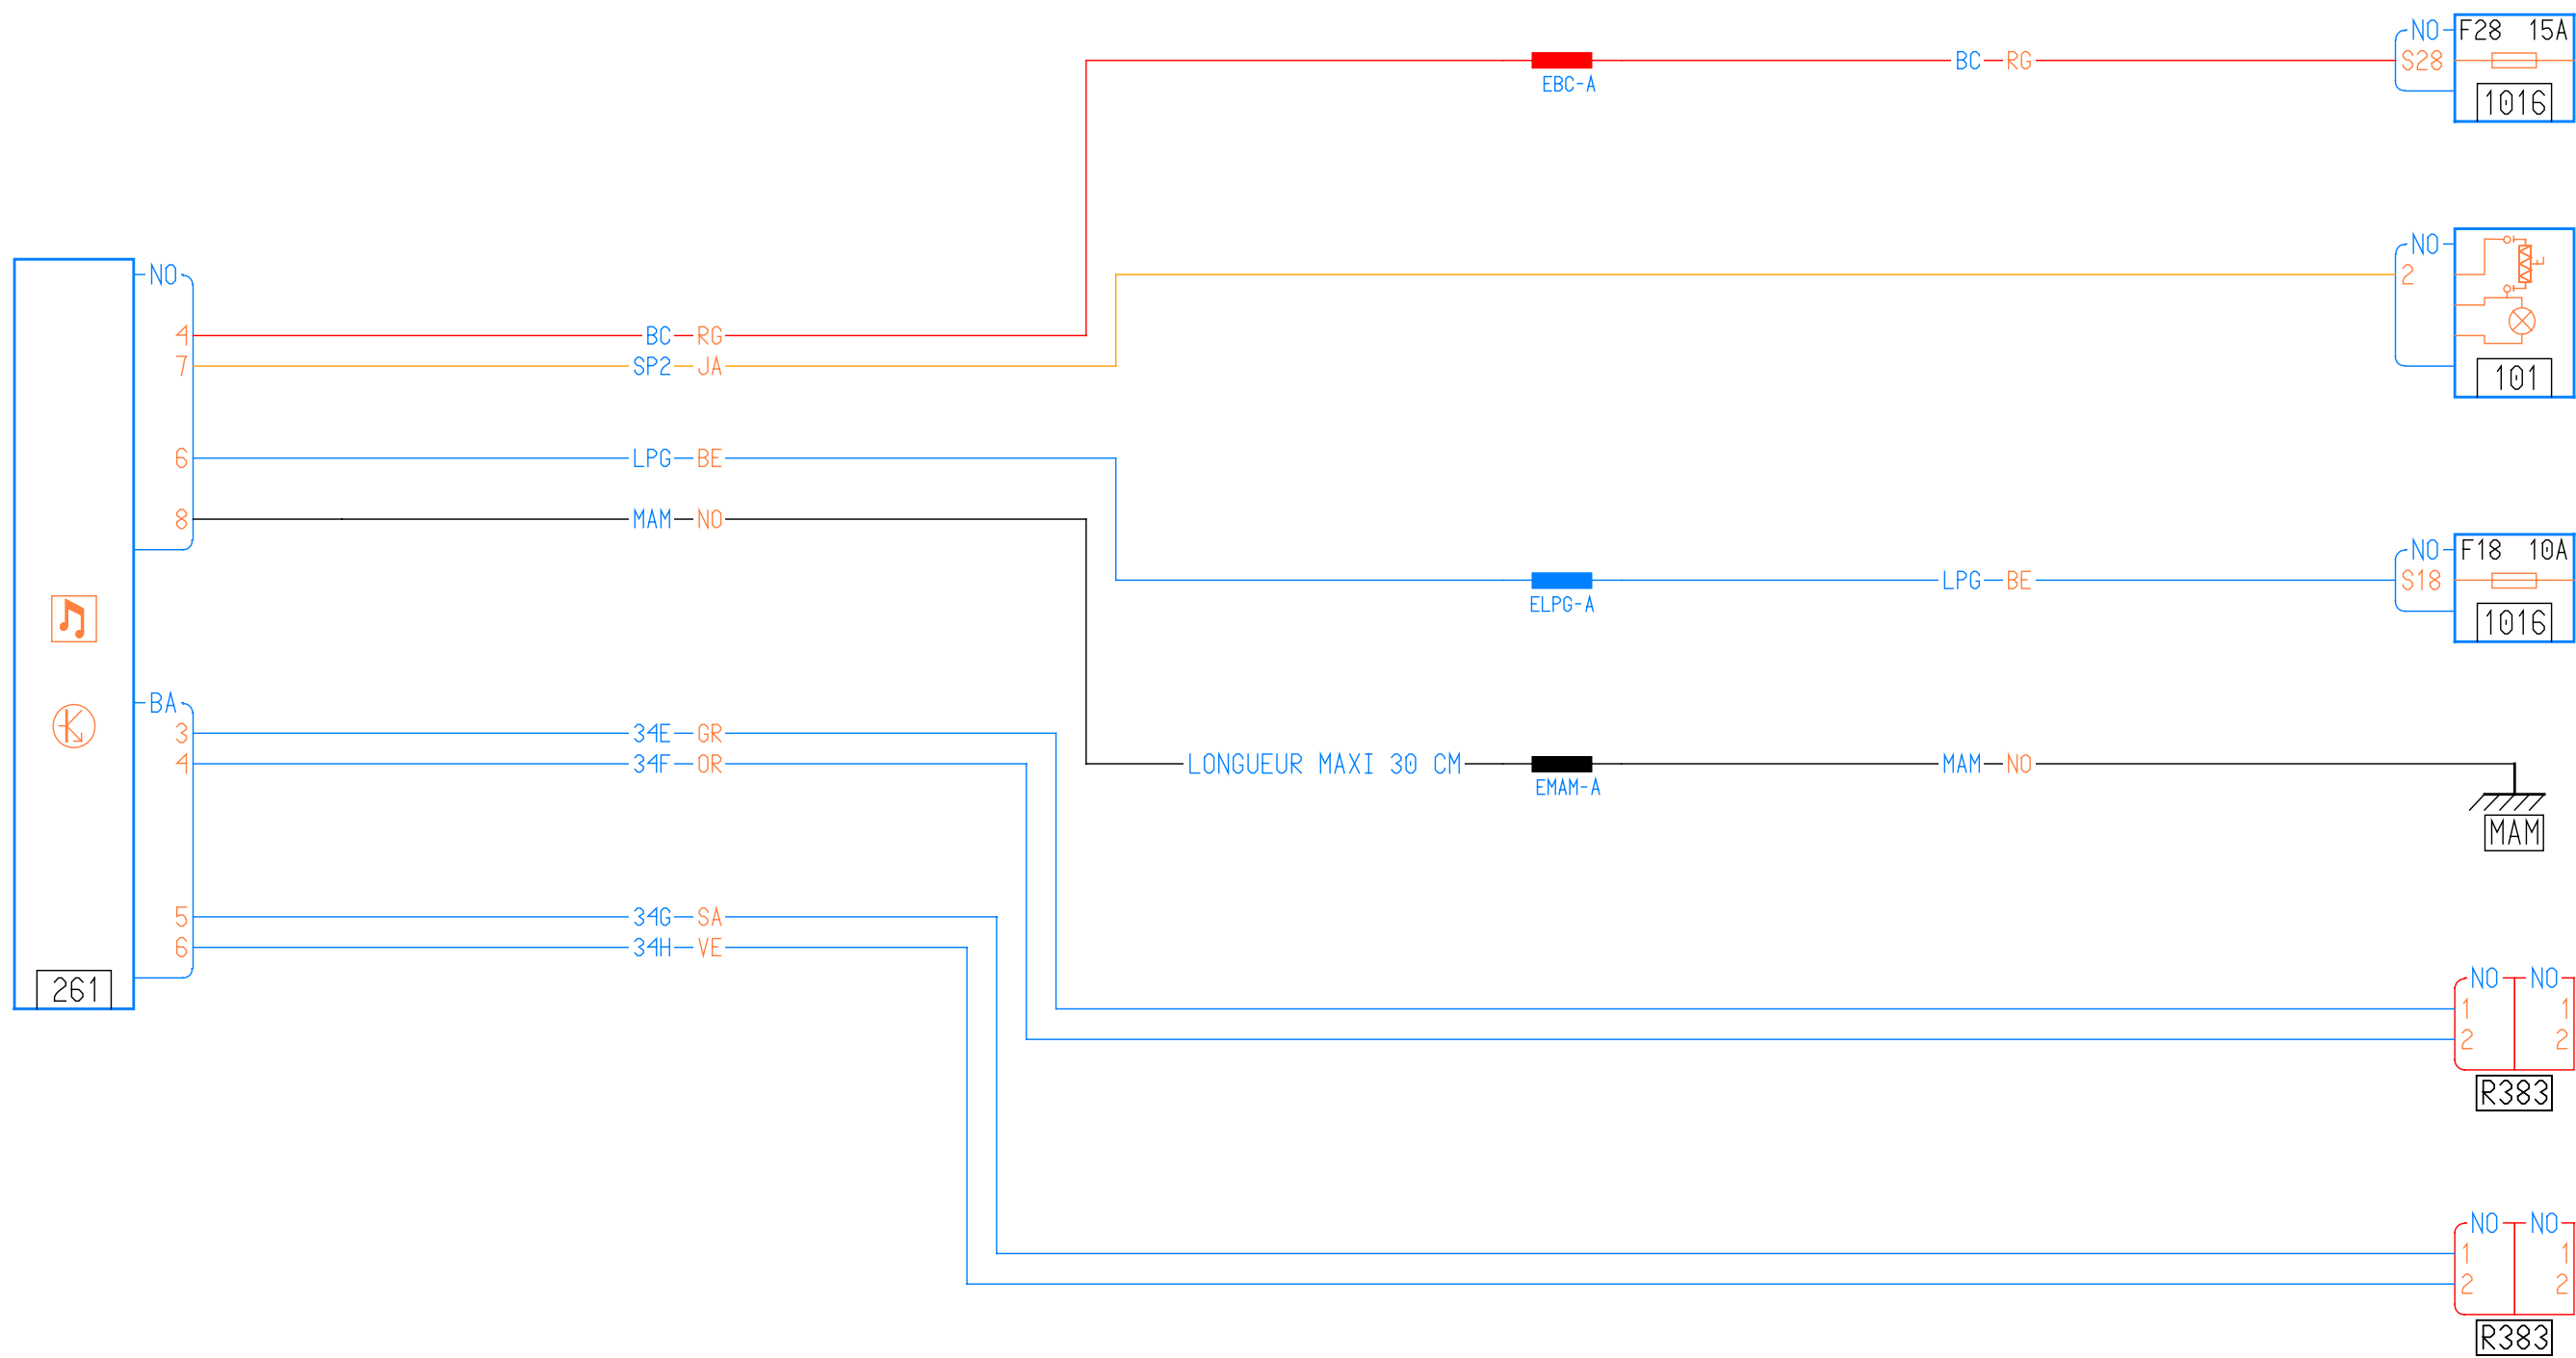 NO F28 15A
BC RG S28
EBC-A
1016
NO
2
101
NO
4 BC RG
7 SP2 JA
6 LPG BE
8 MAM NO
NO F18 10A
LPG BE S18
ELPG-A
1016
BA
3 34E GR
4 34F OR
LONGUEUR MAXI 30 CM MAM NO
EMAM-A
MAM
5 34G SA
6 34H VE
261
NO NO
1 1
2 2
R383
NO NO
1 1
2 2
R383